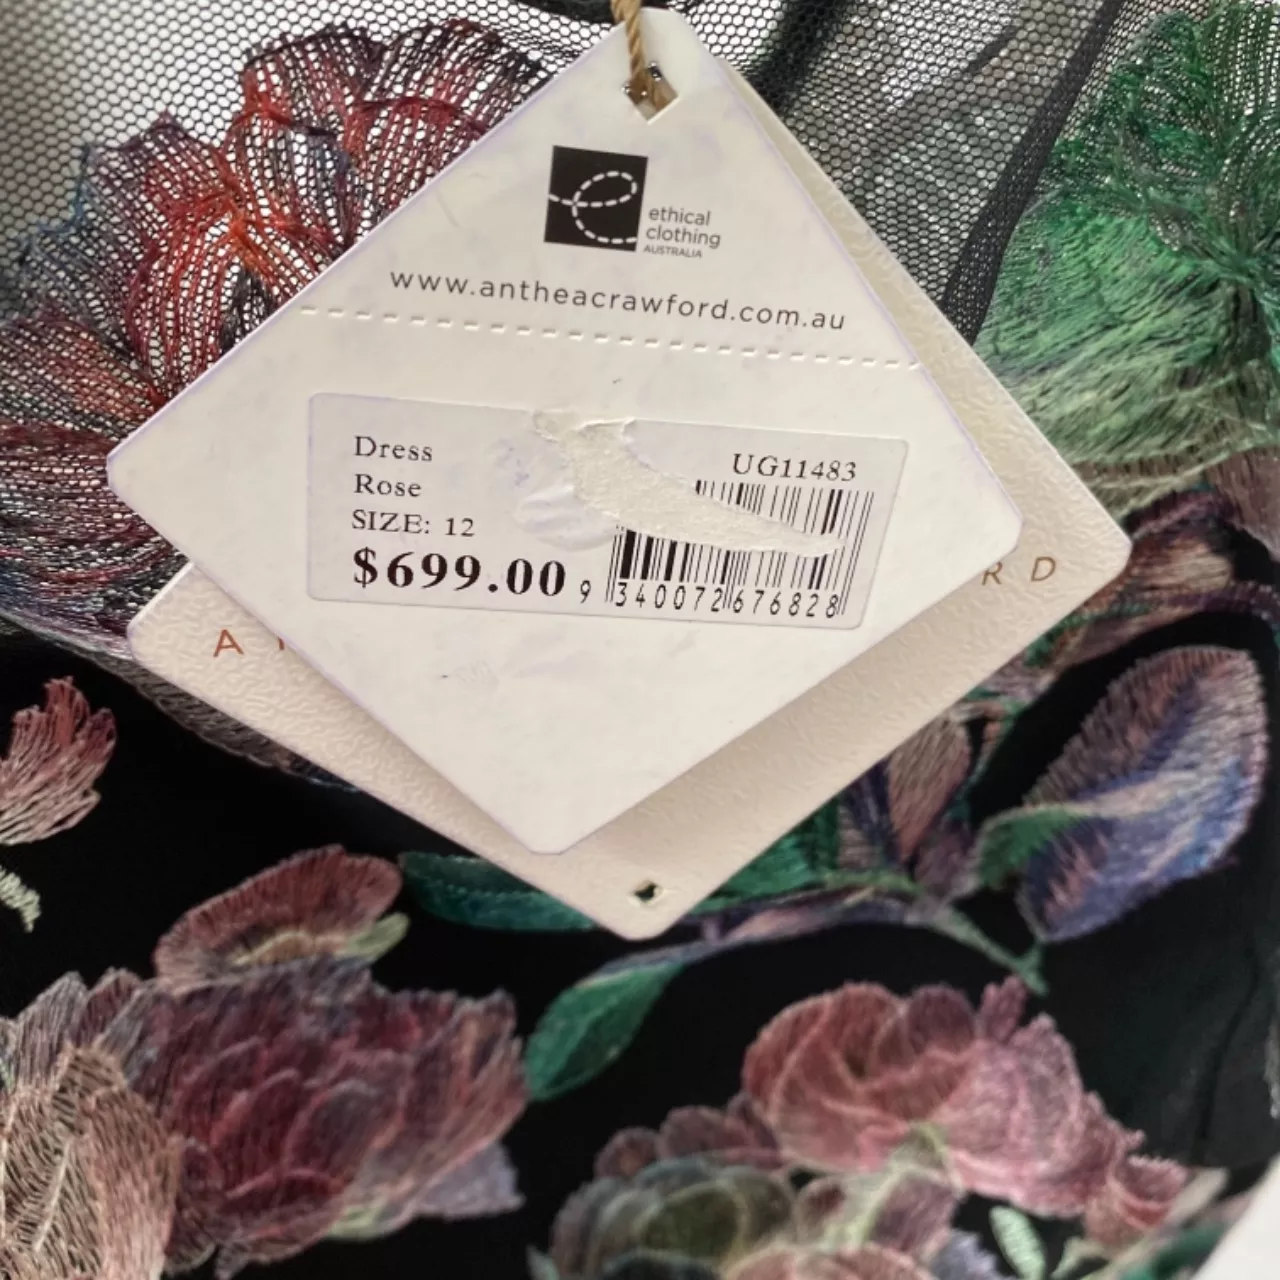 ethical
clothing
AUSTRALIA
www.antheacrawford.com.au
Dress
Rose
SIZE: 12
$699.00
UG11483
9 340072 676828
A
R D